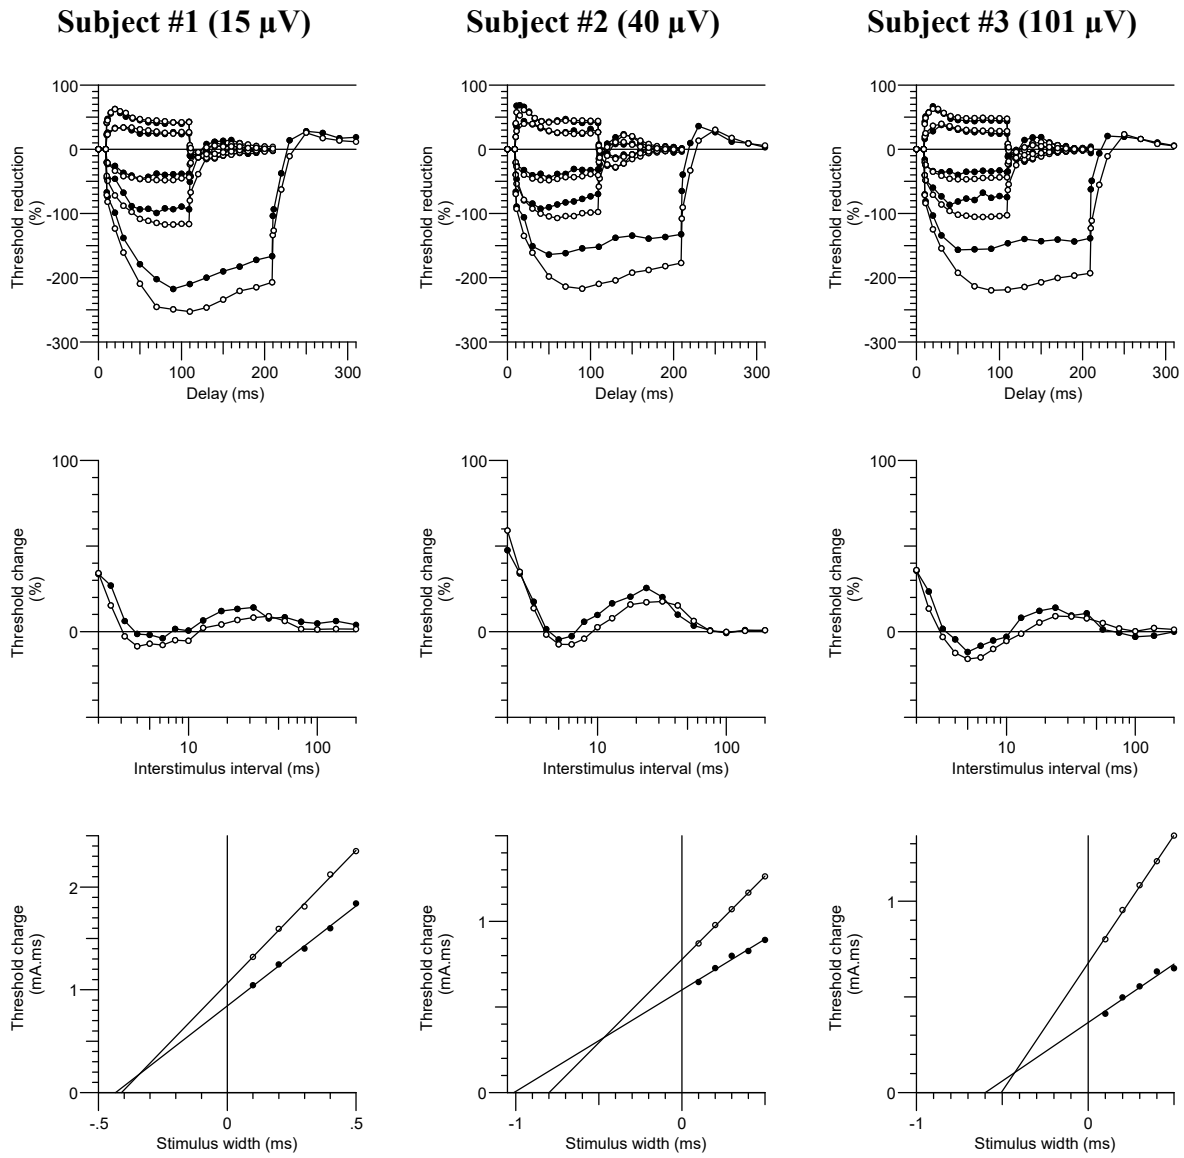 Subject #1 (15 µV)
Subject #2 (40 µV)
Subject #3 (101 µV)
Threshold reduction
(%)
100
0
-100
-200
-300
0
100
200
300
Delay (ms)
Threshold reduction
(%)
100
0
-100
-200
-300
0
100
200
300
Delay (ms)
Threshold reduction
(%)
100
0
-100
-200
-300
0
100
200
300
Delay (ms)
Threshold change
(%)
100
0
10
100
Interstimulus interval (ms)
Threshold change
(%)
100
0
10
100
Interstimulus interval (ms)
Threshold change
(%)
100
0
10
100
Interstimulus interval (ms)
Threshold charge
(mA.ms)
2
1
0
-.5
0
.5
Stimulus width (ms)
Threshold charge
(mA.ms)
1
0
-1
0
Stimulus width (ms)
Threshold charge
(mA.ms)
1
0
-1
0
Stimulus width (ms)